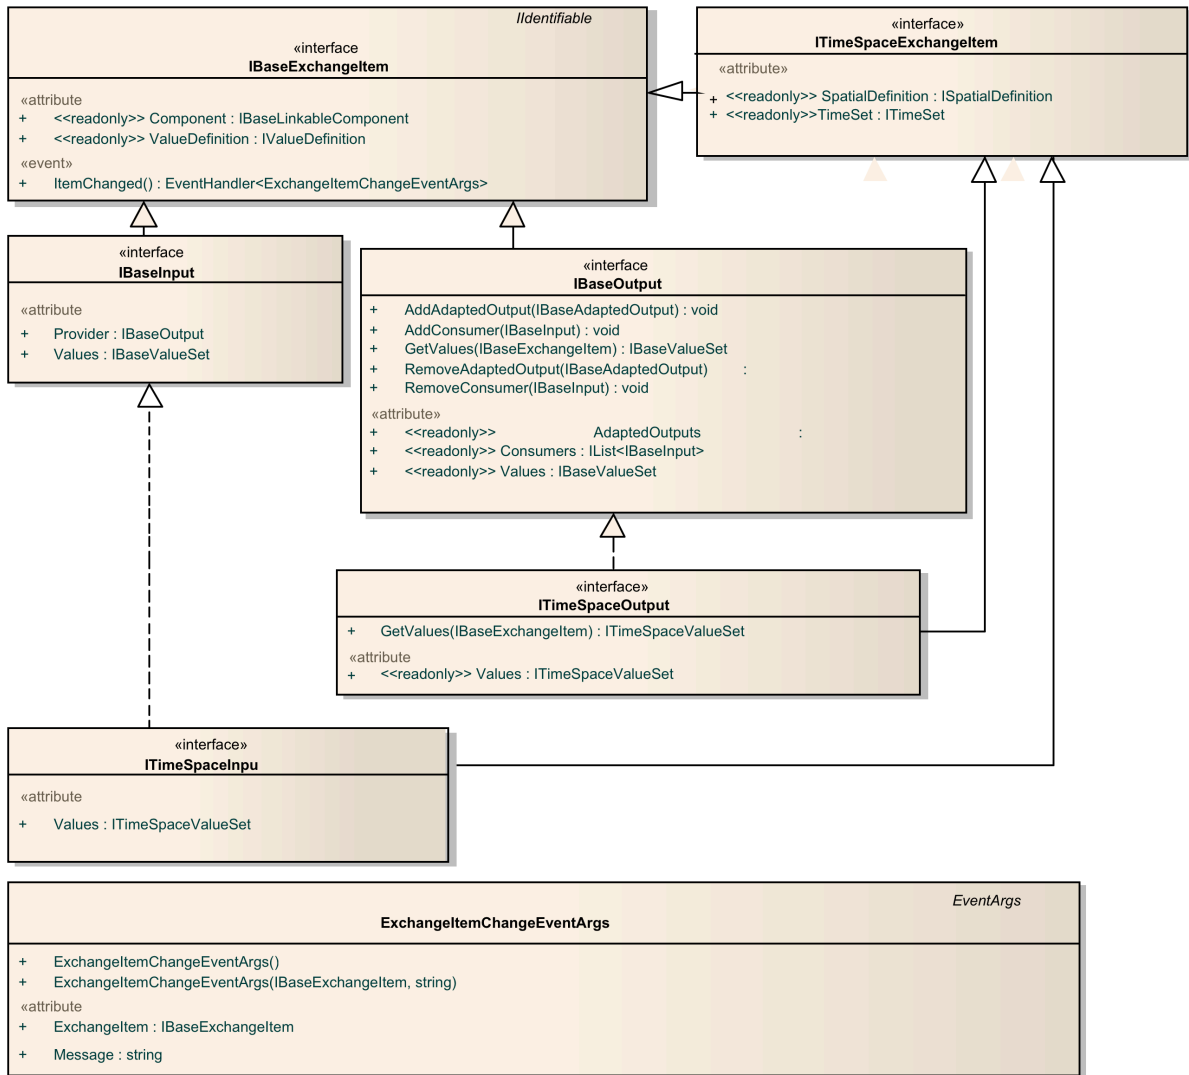 IIdentifiable
«interface
IBaseExchangeItem
«attribute
+ <<readonly>> Component : IBaseLinkableComponent
+ <<readonly>> ValueDefinition : IValueDefinition
«event»
+ ItemChanged() : EventHandler<ExchangeItemChangeEventArgs>
«interface»
ITimeSpaceExchangeItem
«attribute»
+ <<readonly>> SpatialDefinition : ISpatialDefinition
+ <<readonly>>TimeSet : ITimeSet
«interface
IBaseInput
«attribute
+ Provider : IBaseOutput
+ Values : IBaseValueSet
«interface
IBaseOutput
+ AddAdaptedOutput(IBaseAdaptedOutput) : void
+ AddConsumer(IBaseInput) : void
+ GetValues(IBaseExchangeItem) : IBaseValueSet
+ RemoveAdaptedOutput(IBaseAdaptedOutput) :
+ RemoveConsumer(IBaseInput) : void
«attribute»
+ <<readonly>> AdaptedOutputs :
+ <<readonly>> Consumers : IList<IBaseInput>
+ <<readonly>> Values : IBaseValueSet
«interface»
ITimeSpaceOutput
+ GetValues(IBaseExchangeItem) : ITimeSpaceValueSet
«attribute
+ <<readonly>> Values : ITimeSpaceValueSet
«interface»
ITimeSpaceInpu
«attribute
+ Values : ITimeSpaceValueSet
EventArgs
ExchangeItemChangeEventArgs
+ ExchangeItemChangeEventArgs()
+ ExchangeItemChangeEventArgs(IBaseExchangeItem, string)
«attribute
+ ExchangeItem : IBaseExchangeItem
+ Message : string